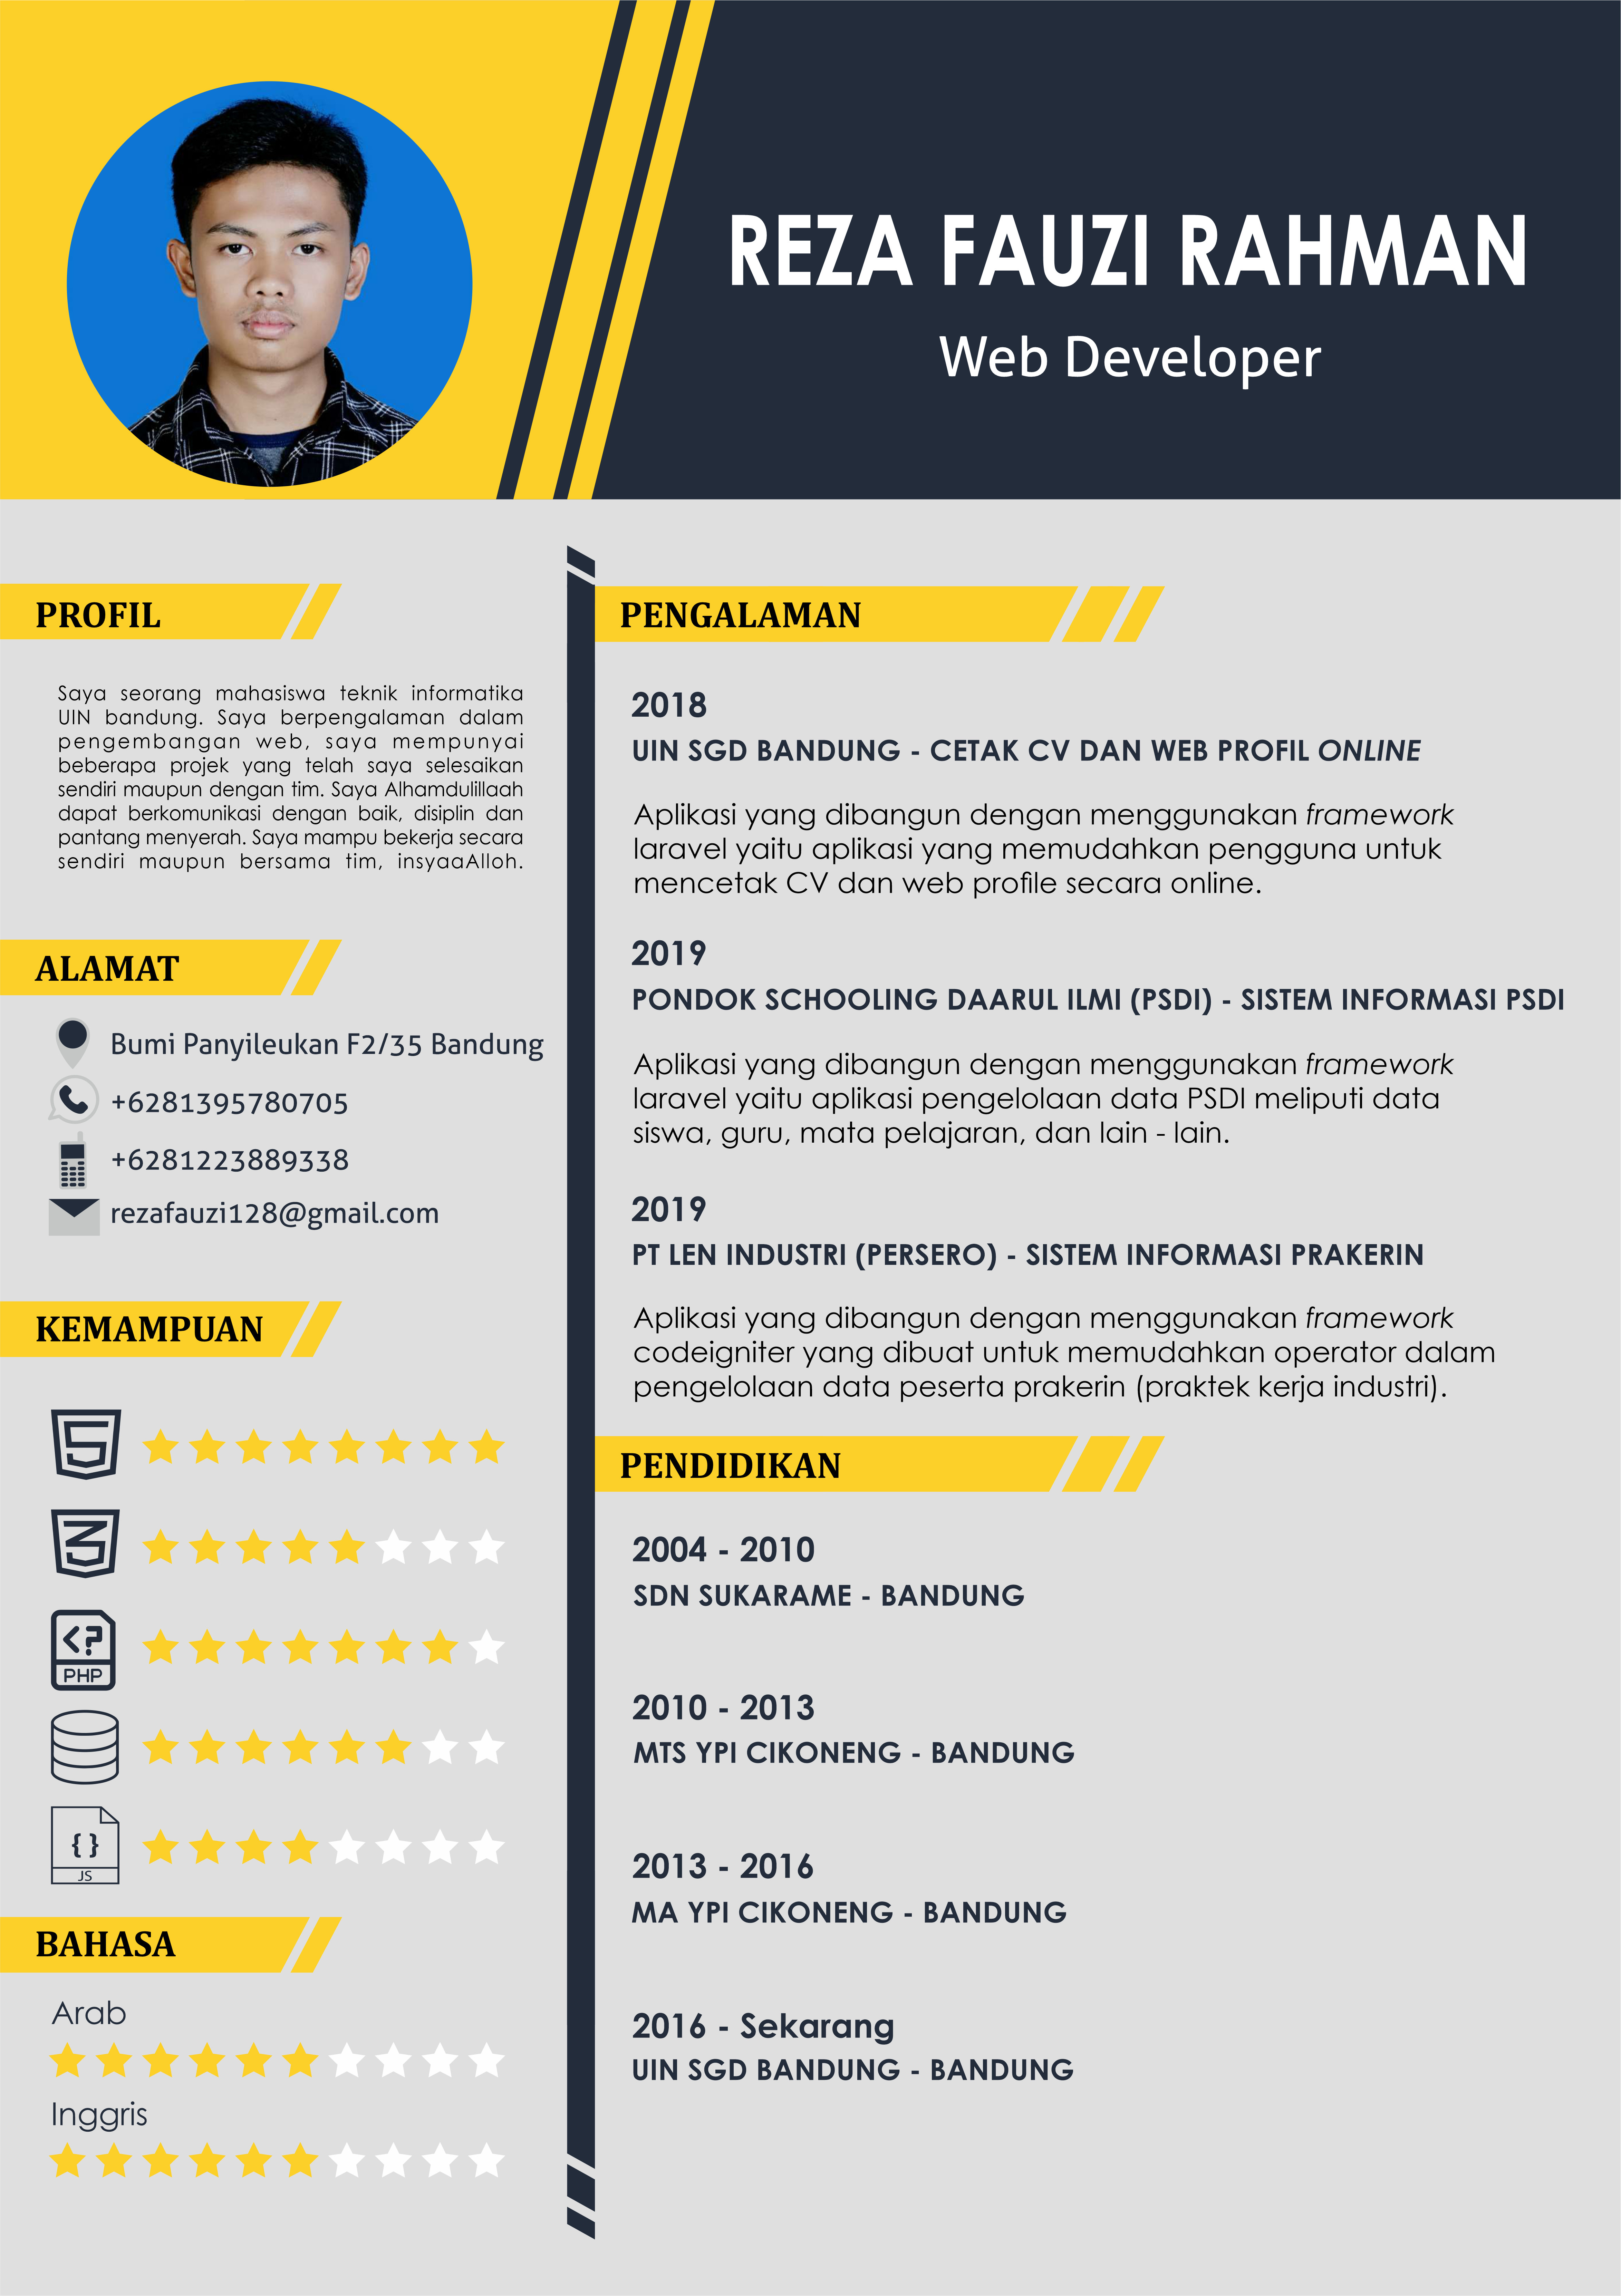 REZA FAUZI RAHMAN
Web Developer
PROFIL
Saya seorang mahasiswa teknik informatika
UIN bandung. Saya berpengalaman dalam
pengembangan web, saya mempunyai
beberapa projek yang telah saya selesaikan
sendiri maupun dengan tim. Saya Alhamdulillaah
dapat berkomunikasi dengan baik, disiplin dan
pantang menyerah. Saya mampu bekerja secara
sendiri maupun bersama tim, insyaaAlloh.
ALAMAT
Bumi Panyileukan F2/35 Bandung
+6281395780705
+6281223889338
rezafauzi128@gmail.com
KEMAMPUAN
5
3
<?
PHP
{ }
JS
BAHASA
Arab
Inggris
PENGALAMAN
2018
UIN SGD BANDUNG - CETAK CV DAN WEB PROFIL ONLINE
Aplikasi yang dibangun dengan menggunakan framework
laravel yaitu aplikasi yang memudahkan pengguna untuk
mencetak CV dan web profile secara online.
2019
PONDOK SCHOOLING DAARUL ILMI (PSDI) - SISTEM INFORMASI PSDI
Aplikasi yang dibangun dengan menggunakan framework
laravel yaitu aplikasi pengelolaan data PSDI meliputi data
siswa, guru, mata pelajaran, dan lain - lain.
2019
PT LEN INDUSTRI (PERSERO) - SISTEM INFORMASI PRAKERIN
Aplikasi yang dibangun dengan menggunakan framework
codeigniter yang dibuat untuk memudahkan operator dalam
pengelolaan data peserta prakerin (praktek kerja industri).
PENDIDIKAN
2004 - 2010
SDN SUKARAME - BANDUNG
2010 - 2013
MTS YPI CIKONENG - BANDUNG
2013 - 2016
MA YPI CIKONENG - BANDUNG
2016 - Sekarang
UIN SGD BANDUNG - BANDUNG